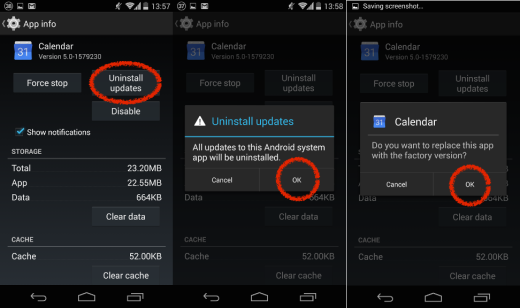 38
13:57
App info
Calendar
Version 5.0-1579230
Force stop
Uninstall
updates
Disable
Show notifications
STORAGE
Total 23.20MB
App 22.55MB
Data 664KB
Clear data
CACHE
Cache 52.00KB
Clear cache
37
13:58
App info
31
Calendar
Version 5.0-1579230
Force stop
Uninstall
updates
Uninstall updates
All updates to this Android system
app will be uninstalled.
Cancel
OK
Data 664KB
Clear data
CACHE
Cache 52.00KB
Clear cache
Saving screenshot...
App info
31
Calendar
Version 5.0-1579230
Force stop
Uninstall
updates
31
Calendar
Do you want to replace this app
with the factory version?
Cancel
OK
Data 664KB
Clear data
CACHE
Cache 52.00KB
Clear cache